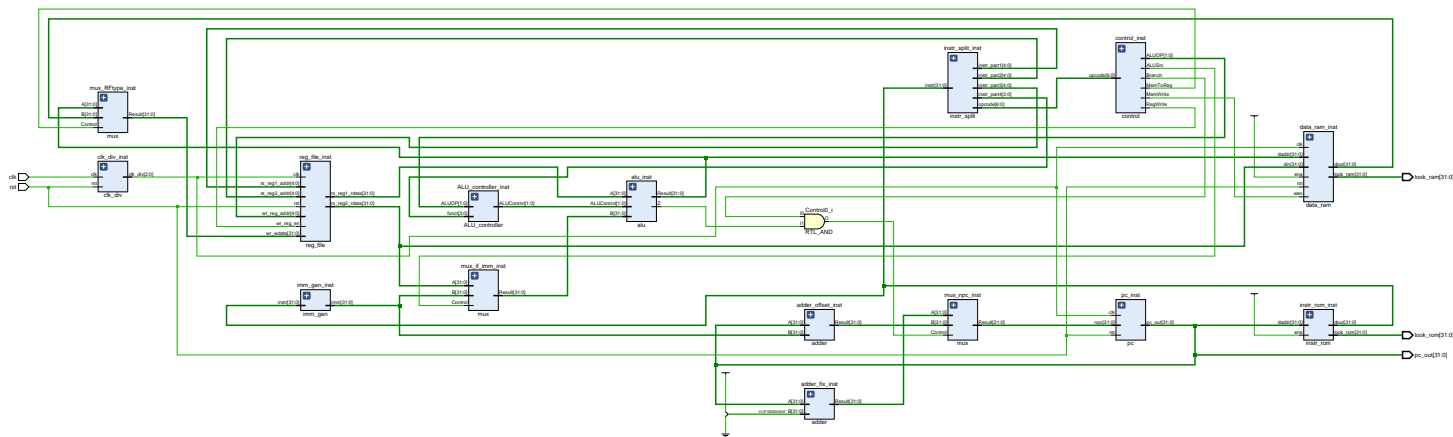 control_inst
instr_split_inst
ALUOP[1:0]
ALUSrc
Branch
MemToReg
MemWrite
RegWrite
opcode[6:0]
control
instr[31:0]
instr_part1[4:0]
instr_part2[4:0]
instr_part3[4:0]
instr_part4[3:0]
opcode[6:0]
instr_split
mux_RFtype_inst
A[31:0]
B[31:0]
Control
Result[31:0]
mux
data_ram_inst
clk
daddr[31:0]
din[31:0]
ena
rst
wen
dout[31:0]
look_ram[31:0]
data_ram
look_ram[31:0]
clk
rst
clk_div_inst
clk
rst
clk_div[2:0]
clk_div
reg_file_inst
clk
rs_reg1_addr[4:0]
rs_reg2_addr[4:0]
wr_reg_addr[4:0]
wr_reg_en
wr_wdata[31:0]
rs_reg1_rdata[31:0]
rs_reg2_rdata[31:0]
reg_file
ALU_controller_inst
ALUOP[1:0]
funct[3:0]
ALUControl[1:0]
ALU_controller
alu_inst
A[31:0]
ALUControl[1:0]
B[31:0]
Result[31:0]
Z
alu
Control0_i
I0
I1
O
RTL_AND
mux_if_imm_inst
A[31:0]
B[31:0]
Control
Result[31:0]
mux
imm_gen_inst
instr[31:0]
imm[31:0]
imm_gen
adder_offset_inst
A[31:0]
B[31:0]
Result[31:0]
adder
mux_npc_inst
A[31:0]
B[31:0]
Control
Result[31:0]
mux
pc_inst
clk
npc[31:0]
rst
pc_out[31:0]
pc
instr_rom_inst
daddr[31:0]
ena
dout[31:0]
look_rom[31:0]
instr_rom
look_rom[31:0]
pc_out[31:0]
adder_fix_inst
A[31:0]
B[31:0]
Result[31:0]
adder